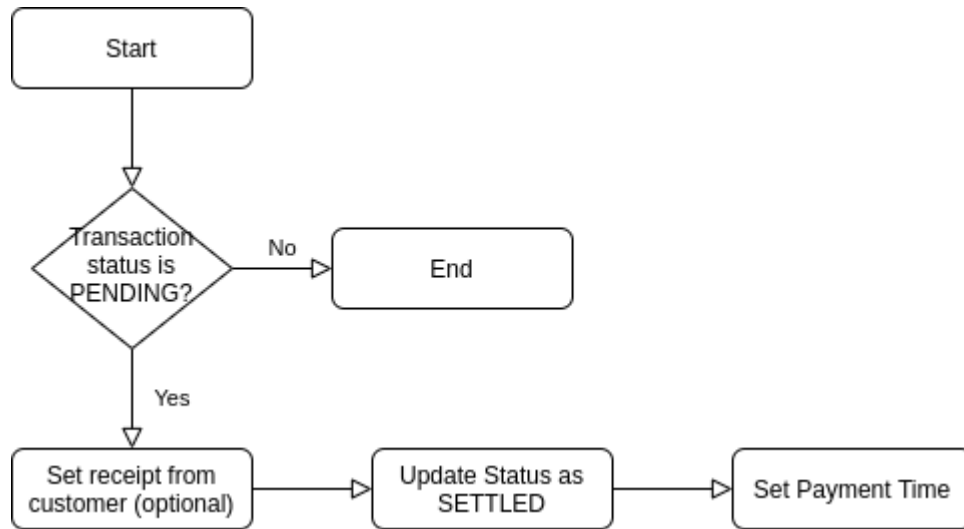 Start
Transaction
status is
PENDING?
No
End
Yes
Set receipt from
customer (optional)
Update Status as
SETTLED
Set Payment Time